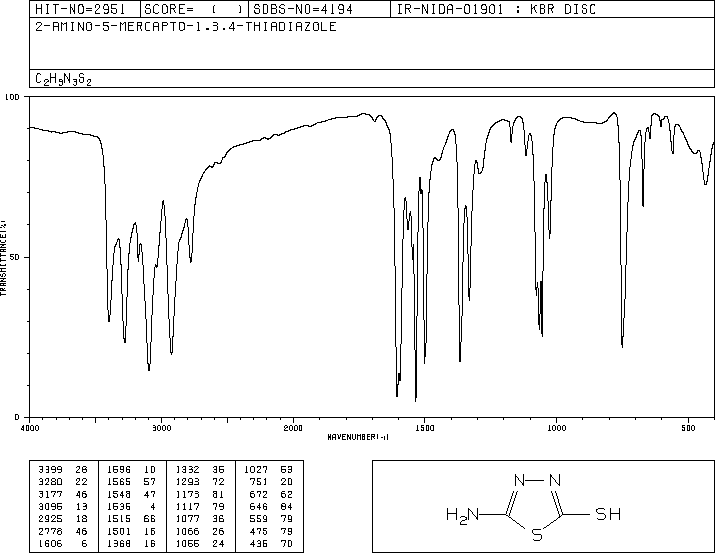 HIT-NO=2951 SCORE= ( ) SDBS-NO=4194 IR-NIDA-01901 : KBR DISC
2-AMINO-5-MERCAPTO-1,3,4-THIADIAZOLE
C2H3N3S2
100
50
0
TRANSMITTANCE(%)
4000 3000 2000 1500 1000 500
WAVENUMBER(-1)
3399 28 1596 10 1332 35 1027 53
3280 22 1565 57 1293 72 751 20
3177 46 1548 47 1173 81 672 62
3095 13 1535 4 1117 79 646 84
2925 18 1515 66 1077 36 559 79
2778 46 1501 16 1066 26 475 79
1606 6 1368 16 1055 24 436 70
N N
H2N S SH